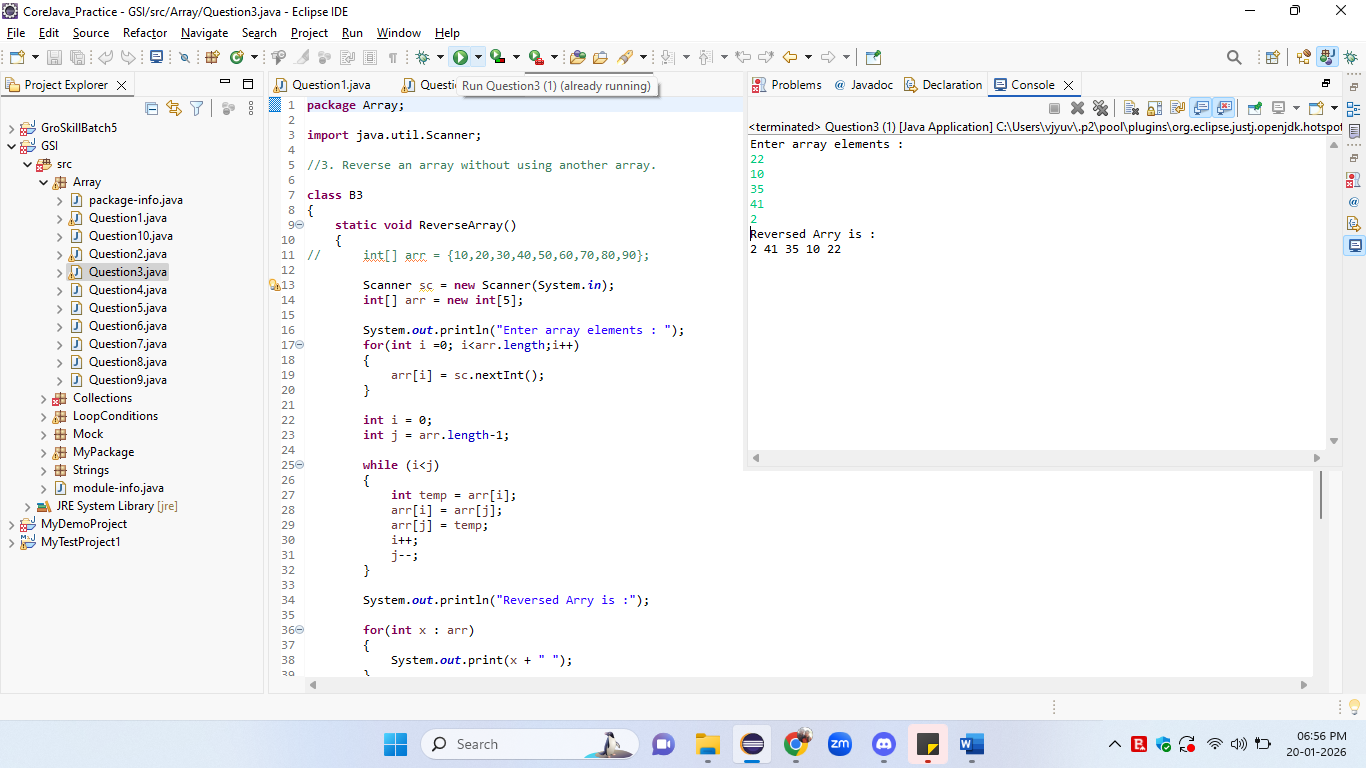 CoreJava_Practice - GSI/src/Array/Question3.java - Eclipse IDE
File Edit Source Refactor Navigate Search Project Run Window Help
Project Explorer
GroSkillBatch5
GSI
src
Array
package-info.java
Question1.java
Question10.java
Question2.java
Question3.java
Question4.java
Question5.java
Question6.java
Question7.java
Question8.java
Question9.java
Collections
LoopConditions
Mock
MyPackage
Strings
module-info.java
JRE System Library [jre]
MyDemoProject
MyTestProject1
Question1.java
Run Question3 (1) (already running)
1 package Array;
2
3 import java.util.Scanner;
4
5 //3. Reverse an array without using another array.
6
7 class B3
8 {
9 static void ReverseArray()
10 {
11 // int[] arr = {10,20,30,40,50,60,70,80,90};
12
13 Scanner sc = new Scanner(System.in);
14 int[] arr = new int[5];
15
16 System.out.println("Enter array elements : ");
17 for(int i =0; i<arr.length;i++)
18 {
19 arr[i] = sc.nextInt();
20 }
21
22 int i = 0;
23 int j = arr.length-1;
24
25 while (i<j)
26 {
27 int temp = arr[i];
28 arr[i] = arr[j];
29 arr[j] = temp;
30 i++;
31 j--;
32 }
33
34 System.out.println("Reversed Arry is :");
35
36 for(int x : arr)
37 {
38 System.out.print(x + " ");
39 }
Problems Javadoc Declaration Console
<terminated> Question3 (1) [Java Application] C:\Users\vjyuv\.p2\pool\plugins\org.eclipse.justj.openjdk.hotspot
Enter array elements :
22
10
35
41
2
Reversed Arry is :
2 41 35 10 22
Search
zm
W
06:56 PM
20-01-2026